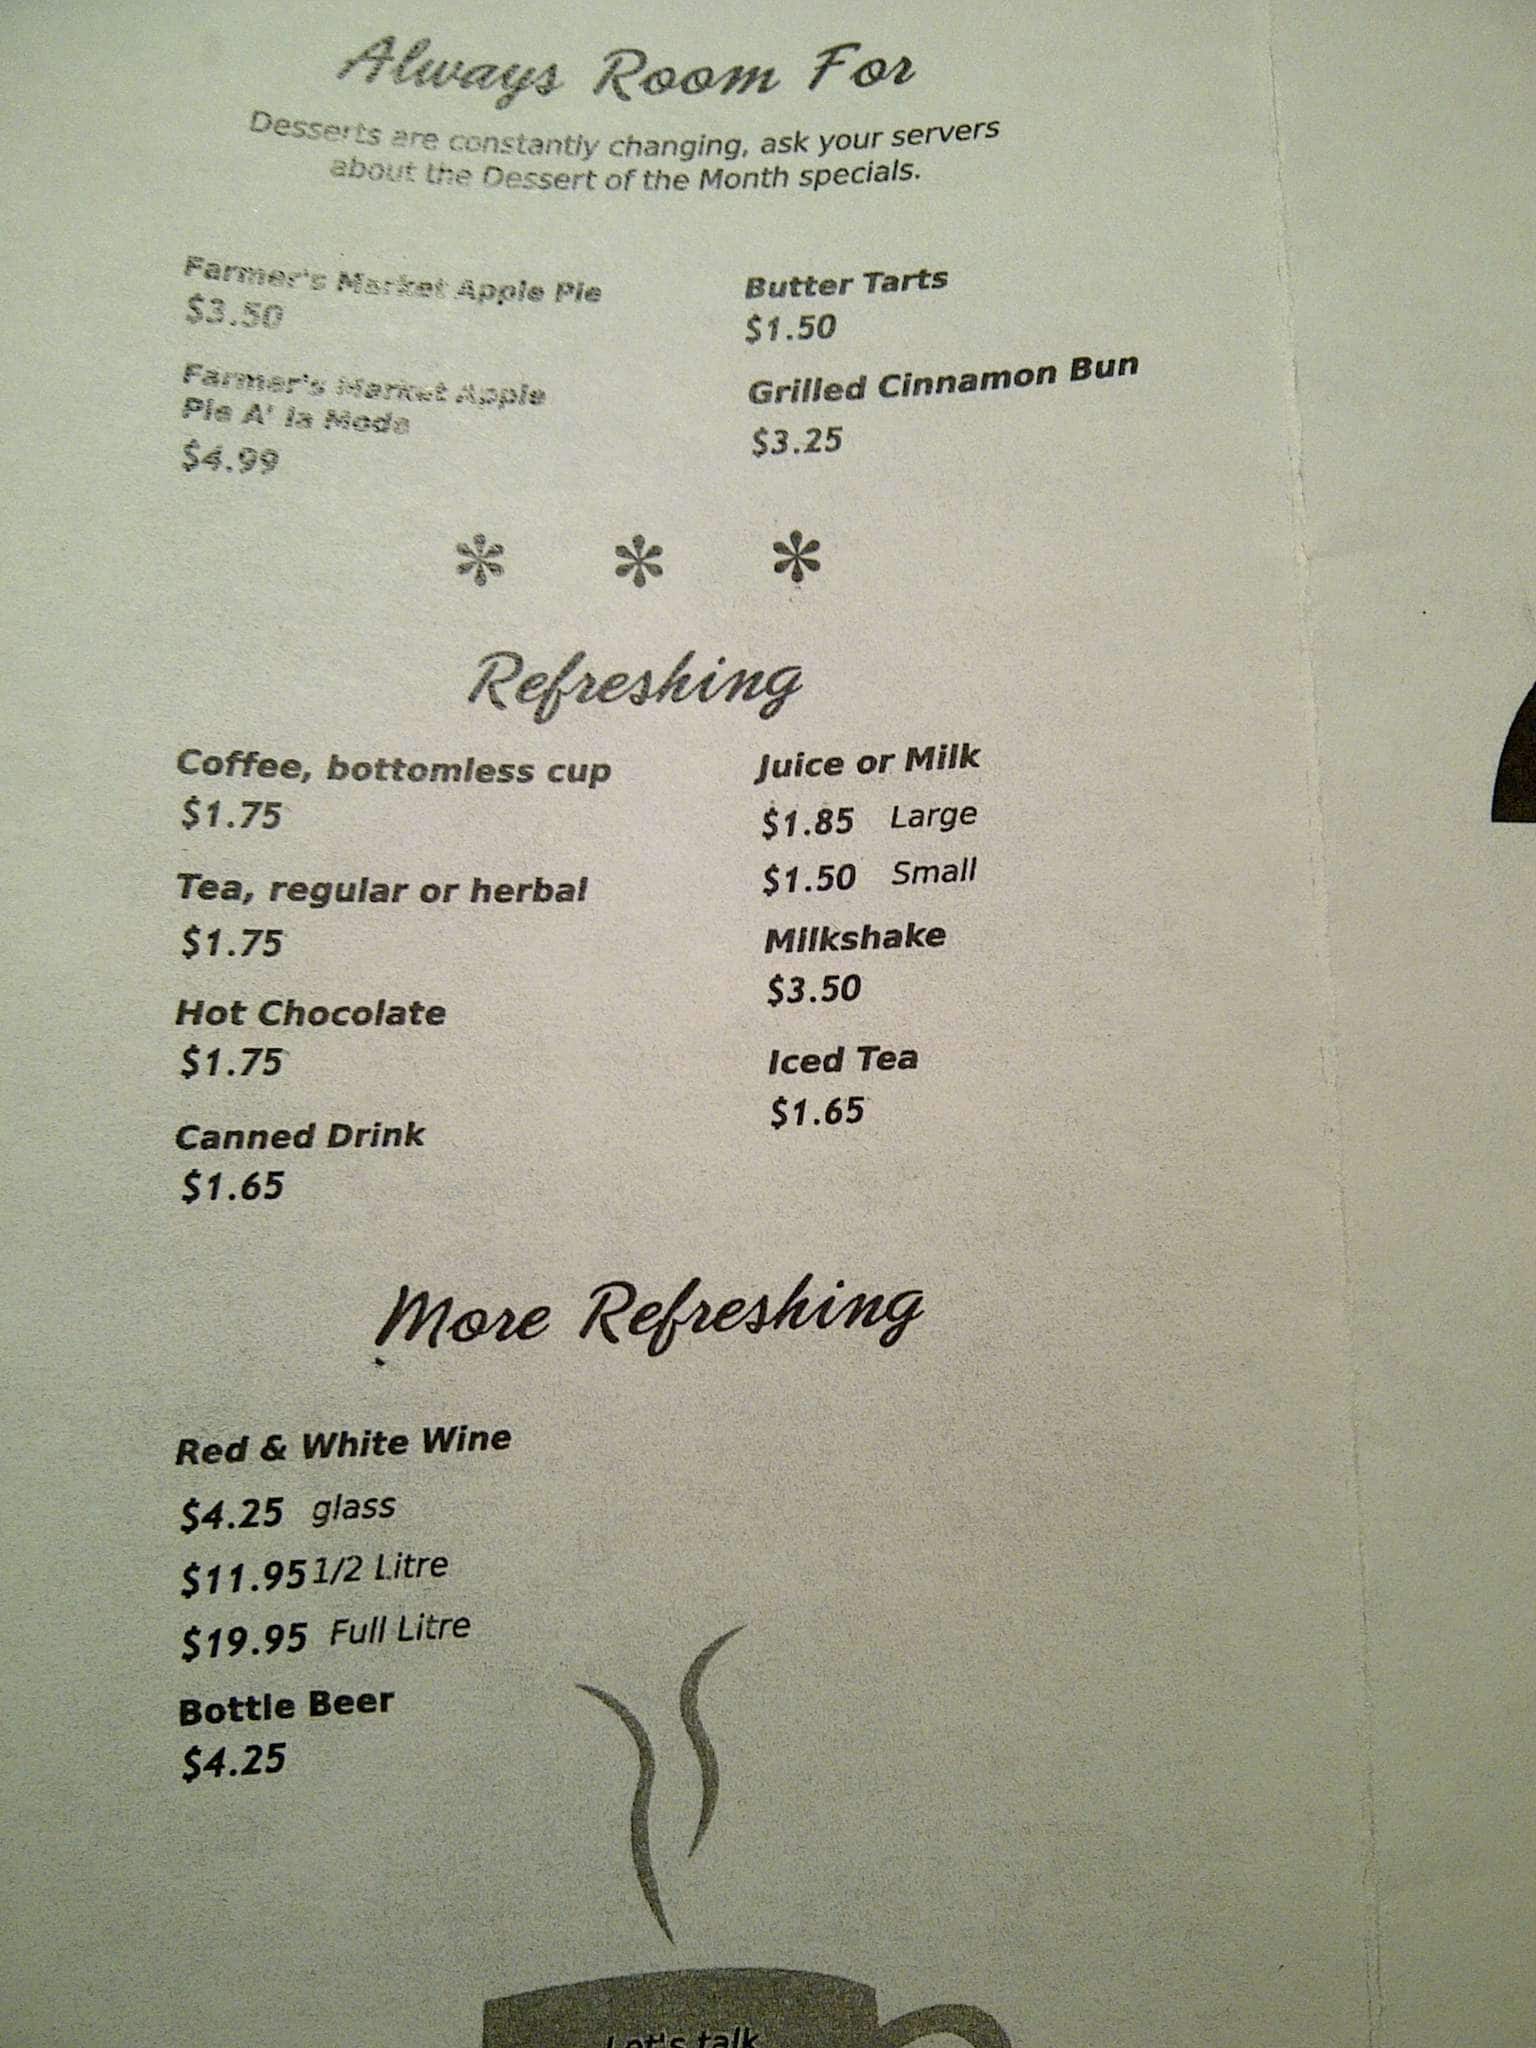 Always Room For
Desserts are constantly changing, ask your servers
about the Dessert of the Month specials.
Farmer's Market Apple Pie
$3.50
Farmer's Market Apple
Pie A' la Mode
$4.99
Butter Tarts
$1.50
Grilled Cinnamon Bun
$3.25
* * *
Refreshing
Coffee, bottomless cup
$1.75
Tea, regular or herbal
$1.75
Hot Chocolate
$1.75
Canned Drink
$1.65
Juice or Milk
$1.85 Large
$1.50 Small
Milkshake
$3.50
Iced Tea
$1.65
More Refreshing
Red & White Wine
$4.25 glass
$11.95 1/2 Litre
$19.95 Full Litre
Bottle Beer
$4.25
Let's talk